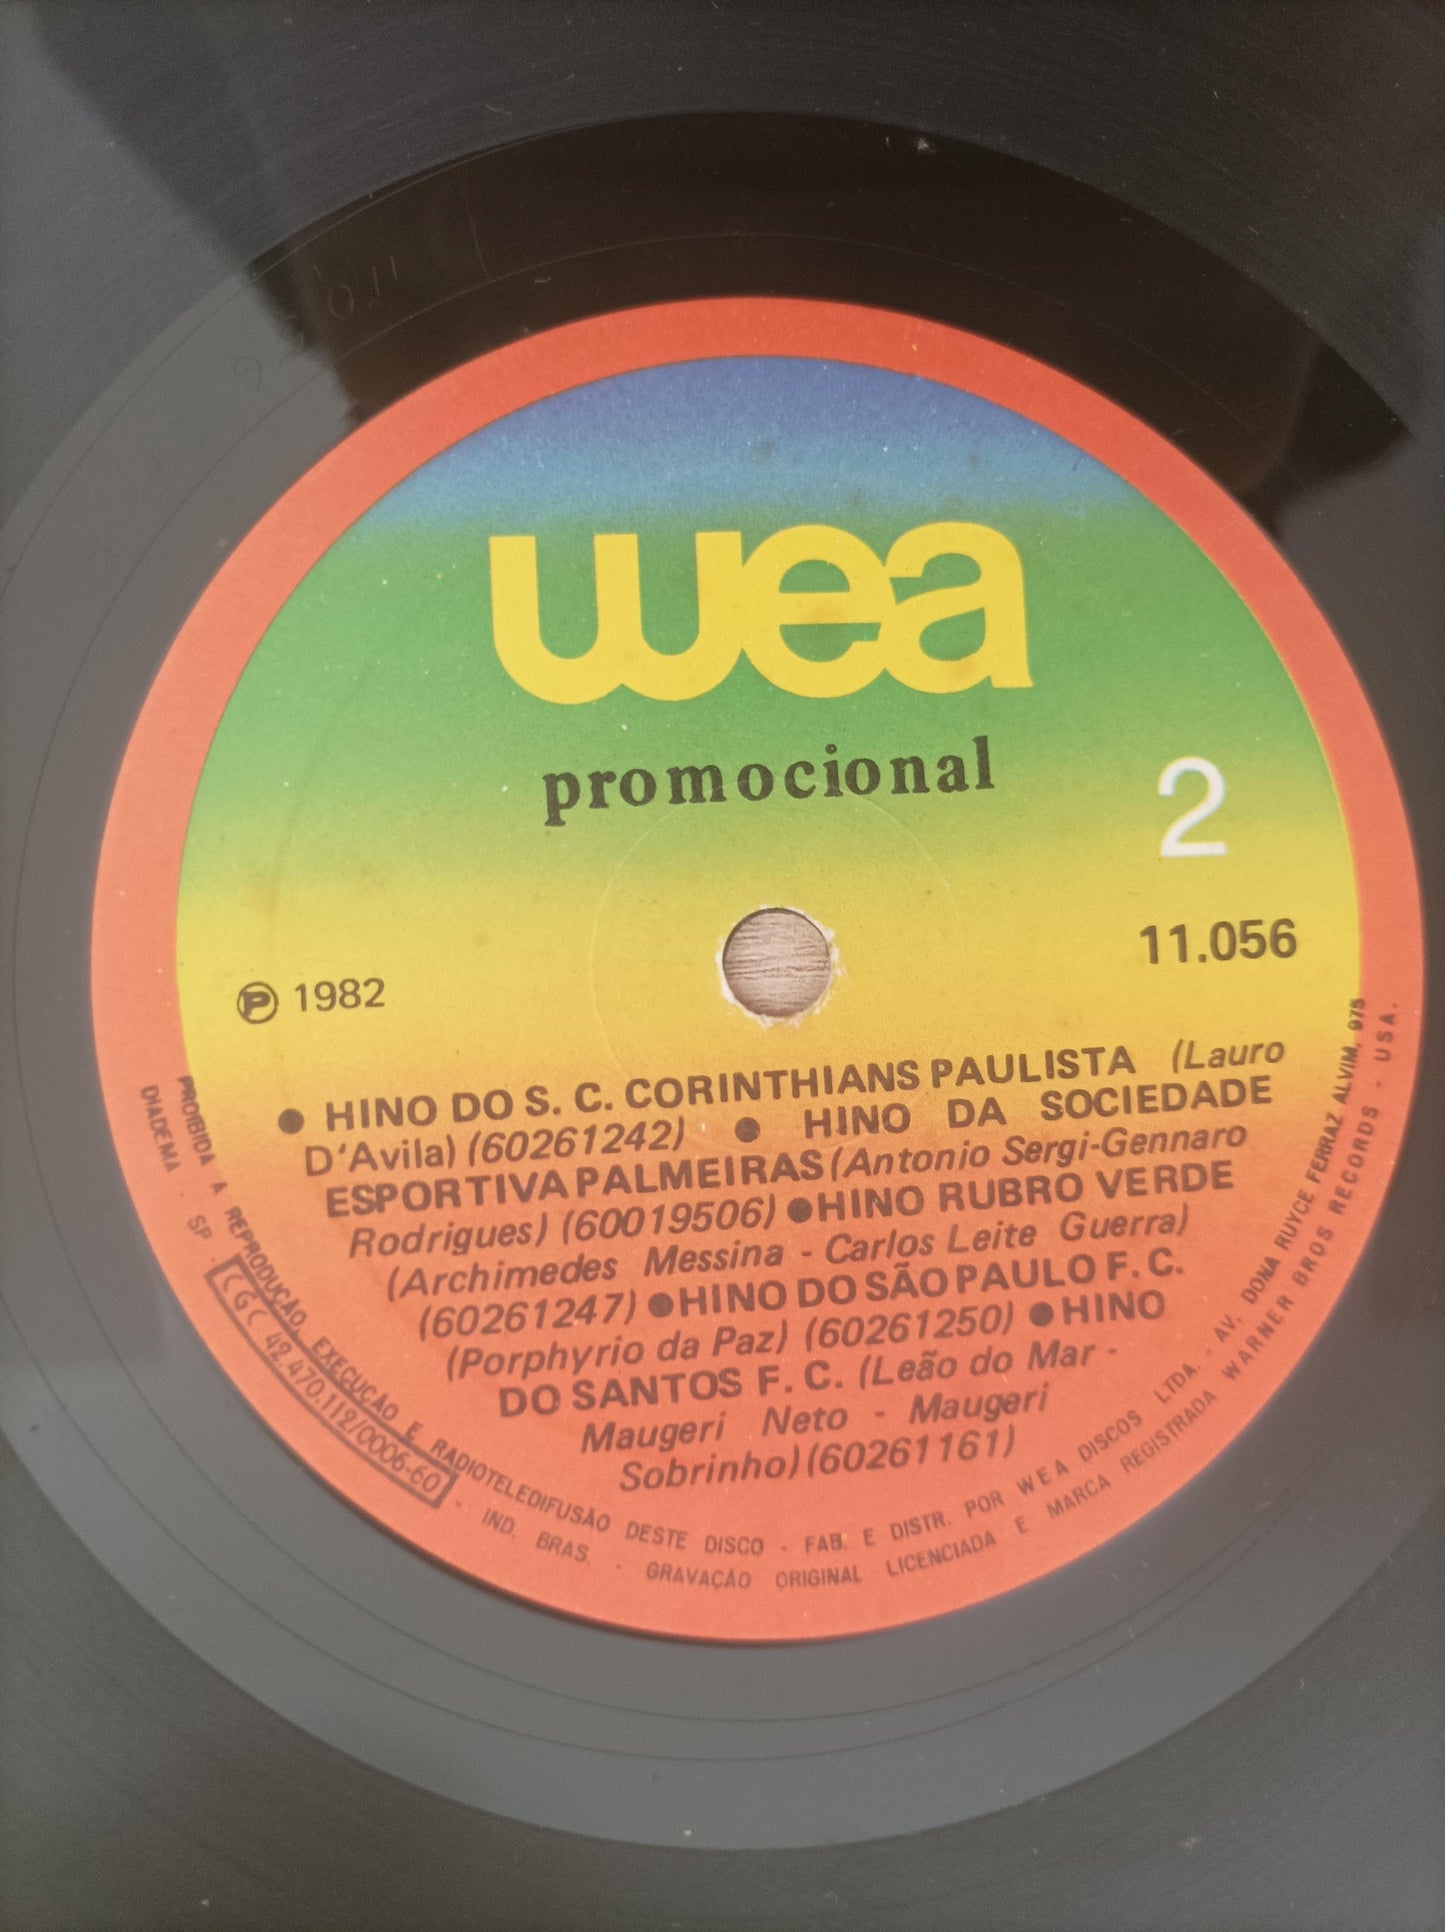 wea
promocional
2
11.056
Ⓟ 1982
● HINO DO S. C. CORINTHIANS PAULISTA (Lauro
D'Avila) (60261242) ● HINO DA SOCIEDADE
ESPORTIVA PALMEIRAS (Antonio Sergi-Gennaro
Rodrigues) (60019506) ● HINO RUBRO VERDE
(Archimedes Messina - Carlos Leite Guerra)
(60261247) ● HINO DO SÃO PAULO F. C.
(Porphyrio da Paz) (60261250) ● HINO
DO SANTOS F. C. (Leão do Mar -
Maugeri Neto - Maugeri
Sobrinho) (60261161)
PROIBIDA A REPRODUÇÃO, EXECUÇÃO E RADIOTELEDIFUSÃO DESTE DISCO - FAB. E DISTR. POR WEA DISCOS LTDA. - AV. DONA RUYCE FERRAZ ALVIM, 975
DIADEMA - SP - CGC 42.470.112/0006-60 - IND. BRAS. - GRAVAÇÃO ORIGINAL LICENCIADA E MARCA REGISTRADA WARNER BROS RECORDS - USA.